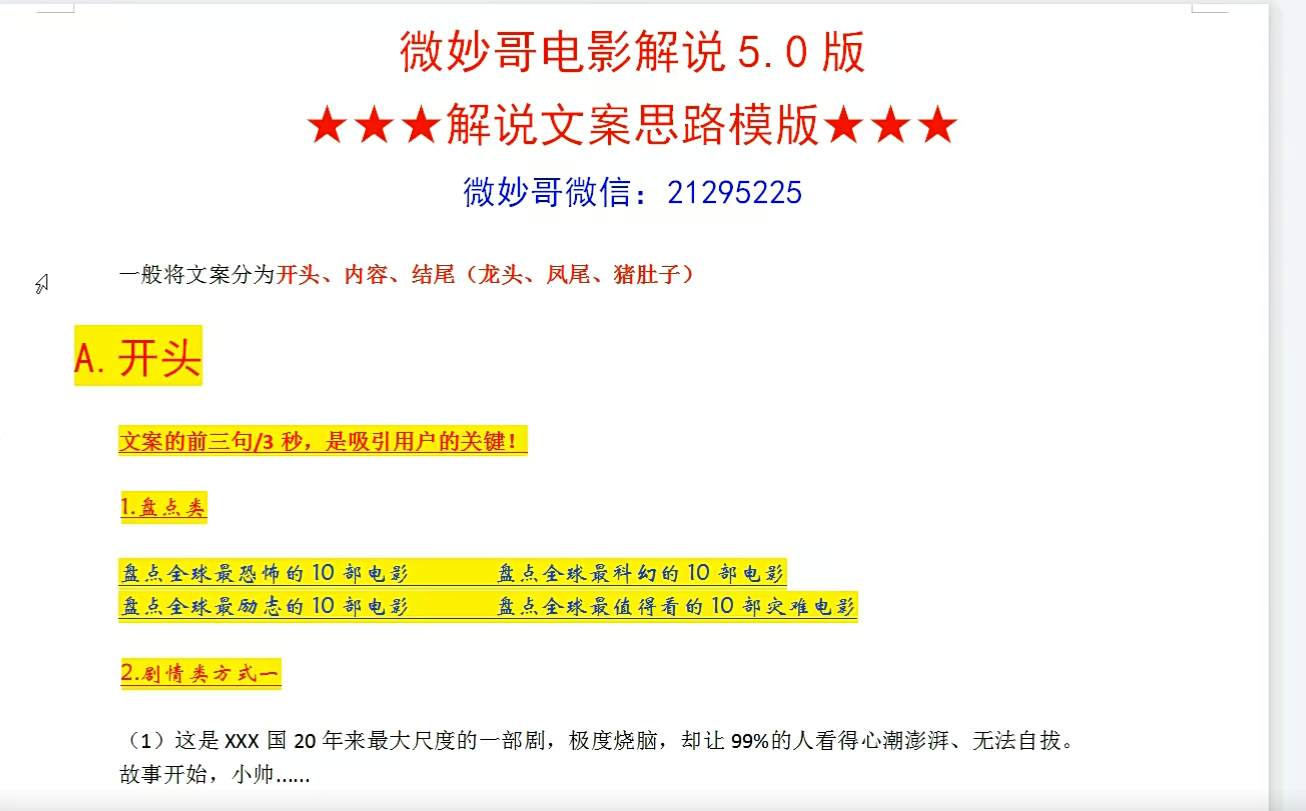 微妙哥电影解说 5.0 版
★★★解说文案思路模版★★★
微妙哥微信：21295225
一般将文案分为开头、内容、结尾（龙头、凤尾、猪肚子）
A.开头
文案的前三句/3 秒，是吸引用户的关键！
1.盘点类
盘点全球最恐怖的 10 部电影 盘点全球最科幻的 10 部电影
盘点全球最励志的 10 部电影 盘点全球最值得看的 10 部灾难电影
2.剧情类方式一
（1）这是 XXX 国 20 年来最大尺度的一部剧，极度烧脑，却让 99%的人看得心潮澎湃、无法自拔。
故事开始，小帅......